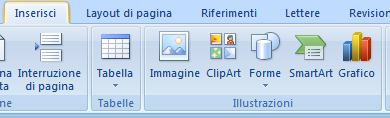 Inserisci Layout di pagina Riferimenti Lettere Revision
Interruzione di pagina Tabella Immagine ClipArt Forme SmartArt Grafico
Tabelle Illustrazioni